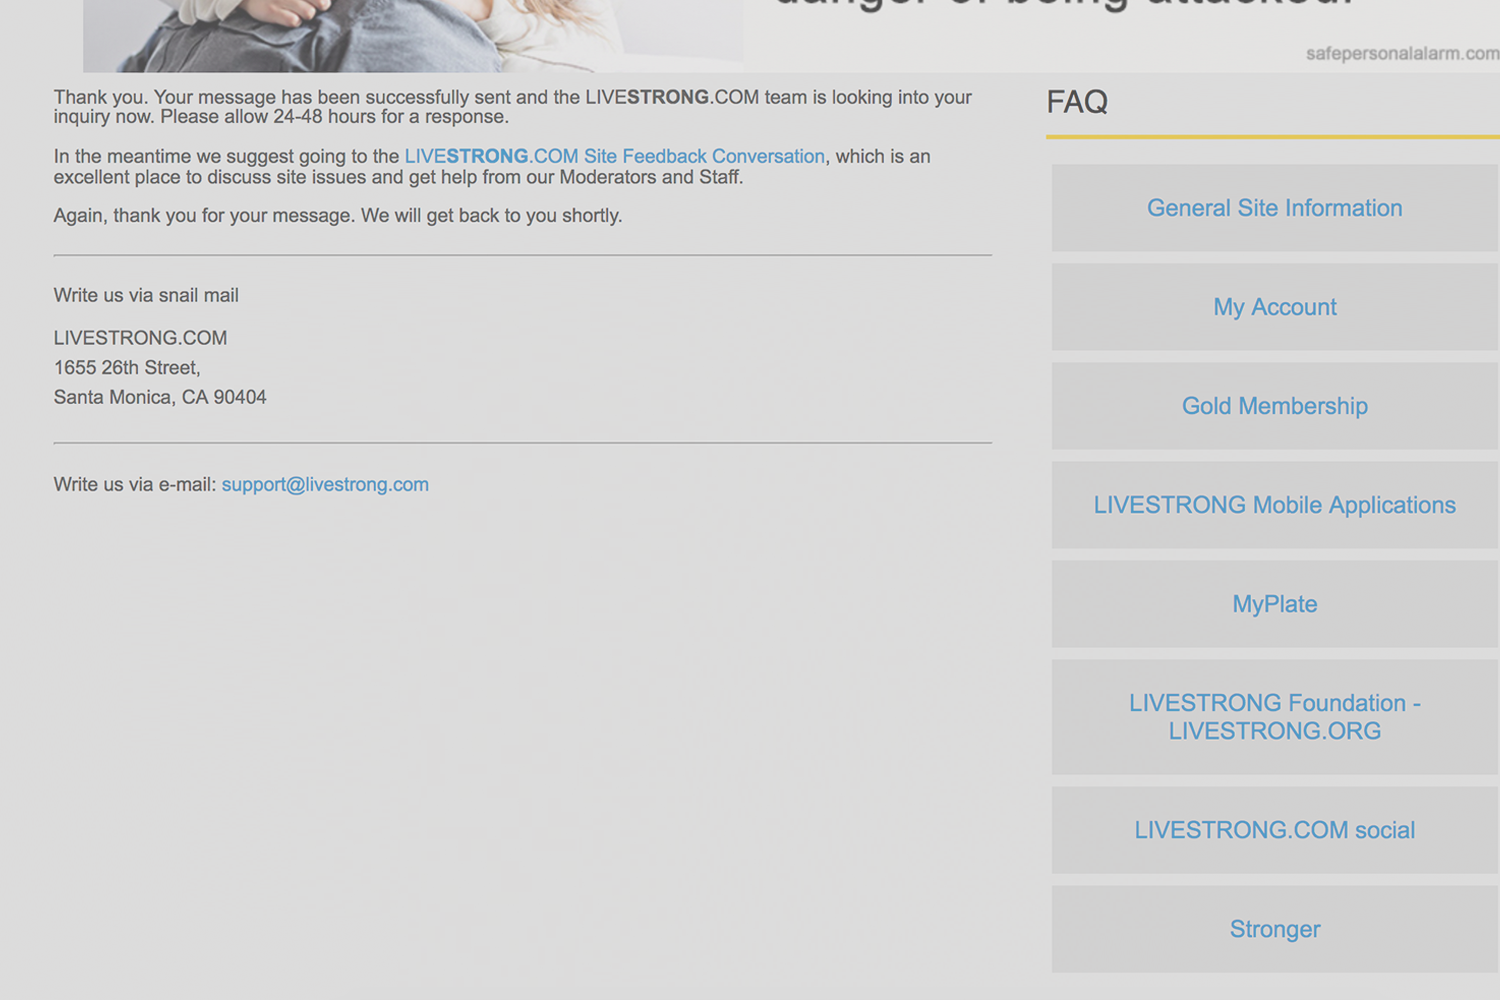 danger of being attacked.
safepersonalalarm.com
Thank you. Your message has been successfully sent and the LIVESTRONG.COM team is looking into your
inquiry now. Please allow 24-48 hours for a response.
In the meantime we suggest going to the LIVESTRONG.COM Site Feedback Conversation, which is an
excellent place to discuss site issues and get help from our Moderators and Staff.
Again, thank you for your message. We will get back to you shortly.
Write us via snail mail
LIVESTRONG.COM
1655 26th Street,
Santa Monica, CA 90404
Write us via e-mail: support@livestrong.com
FAQ
General Site Information
My Account
Gold Membership
LIVESTRONG Mobile Applications
MyPlate
LIVESTRONG Foundation -
LIVESTRONG.ORG
LIVESTRONG.COM social
Stronger